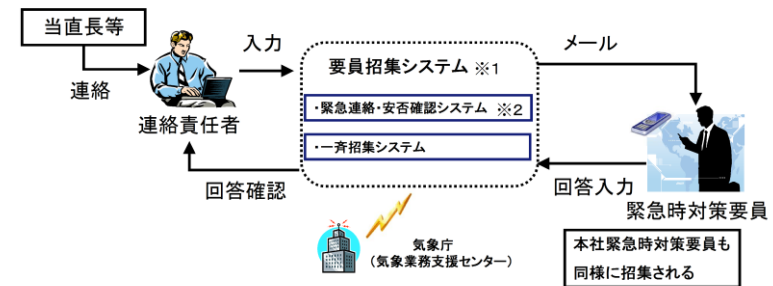 当直長等
連絡
連絡責任者
入力
要員招集システム ※1
・緊急連絡・安否確認システム ※2
・一斉招集システム
メール
回答確認
回答入力
緊急時対策要員
気象庁
（気象業務支援センター）
本社緊急時対策要員も
同様に招集される